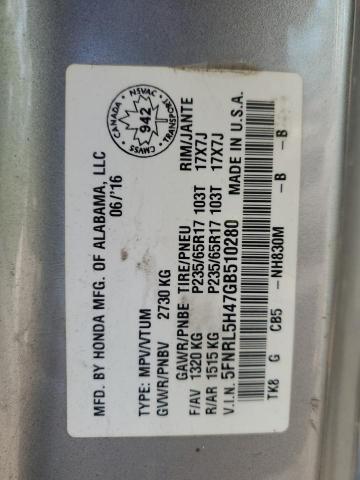 MFD. BY HONDA MFG. OF ALABAMA, LLC
06/'16
CANADA · NSVAC · TRANSPORT · CMVSS
942
TYPE: MPV/VTUM
GVWR/PNBV 2730 KG
GAWR/PNBE TIRE/PNEU RIM/JANTE
F/AV 1320 KG P235/65R17 103T 17X7J
R/AR 1515 KG P235/65R17 103T 17X7J
V.I.N. 5FNRL5H47GB510280 MADE IN U.S.A.
TK8 G CB5 -NH830M -B -B